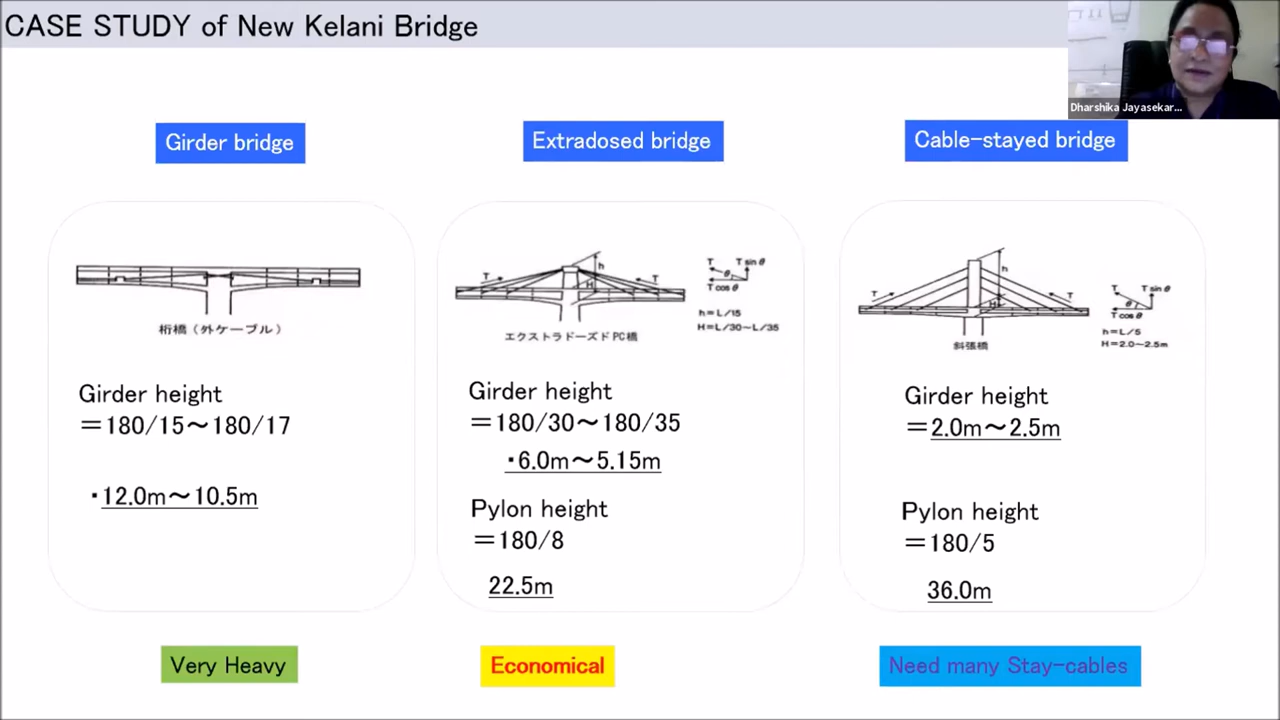 CASE STUDY of New Kelani Bridge
Dharshika Jayasekar...
Girder bridge
桁橋（外ケーブル）
Girder height
＝180/15～180/17
・12.0m～10.5m
Very Heavy
Extradosed bridge
T
h
H
T
T
T sinθ
θ
T cosθ
h=L/15
H=L/30~L/35
エクストラドーズドPC橋
Girder height
＝180/30～180/35
・6.0m～5.15m
Pylon height
＝180/8
22.5m
Economical
Cable-stayed bridge
T
h
H
T
T
T sinθ
θ
T cosθ
h=L/5
H=2.0~2.5m
斜張橋
Girder height
＝2.0m～2.5m
Pylon height
＝180/5
36.0m
Need many Stay-cables